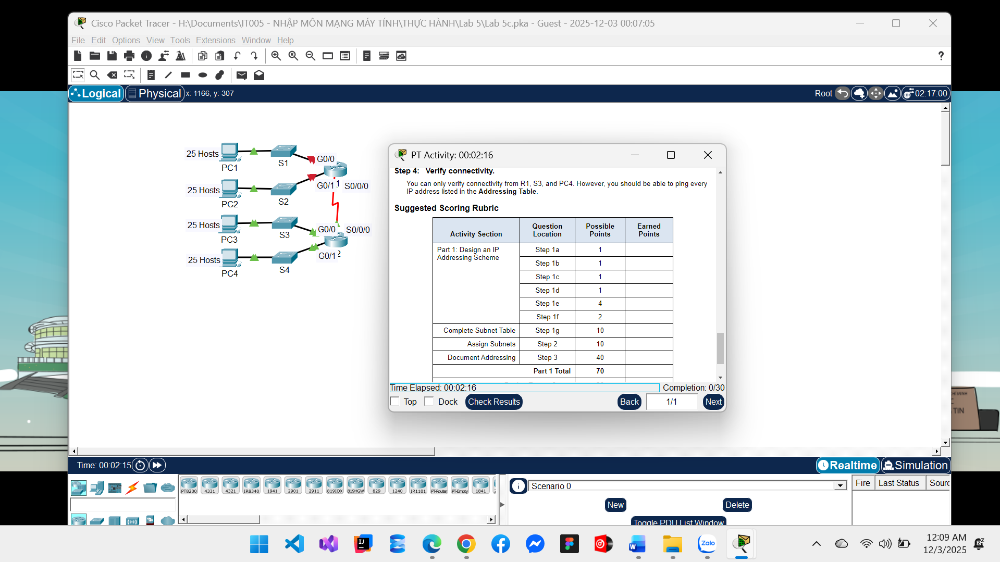 Cisco Packet Tracer - H:\Documents\IT005 - NHẬP MÔN MẠNG MÁY TÍNH\THỰC HÀNH\Lab 5\Lab 5c.pka - Guest - 2025-12-03 00:07:05
File Edit Options View Tools Extensions Window Help
Logical Physical x: 1166, y: 307
Root 02:17:00
25 Hosts
PC1
S1
G0/0
25 Hosts
PC2
S2
G0/1 1
S0/0/0
25 Hosts
PC3
S3
G0/0
S0/0/0
25 Hosts
PC4
S4
G0/1 2
PT Activity: 00:02:16
Step 4: Verify connectivity.
You can only verify connectivity from R1, S3, and PC4. However, you should be able to ping every
IP address listed in the Addressing Table.
Suggested Scoring Rubric
Activity Section Question Location Possible Points Earned Points
Part 1: Design an IP Addressing Scheme Step 1a 1
Step 1b 1
Step 1c 1
Step 1d 1
Step 1e 4
Step 1f 2
Complete Subnet Table Step 1g 10
Assign Subnets Step 2 10
Document Addressing Step 3 40
Part 1 Total 70
Time Elapsed: 00:02:16 Completion: 0/30
Top Dock Check Results Back 1/1 Next
Time: 00:02:15
Realtime Simulation
PT8200 4331 4321 IR8340 1941 2901 2911 819IOX 819HGW 829 1240 IR1101 PT-Router PT-Empty 1841
Scenario 0
New Delete
Toggle PDU List Window
Fire Last Status Sourc
Zalo
12:09 AM
12/3/2025
TIN